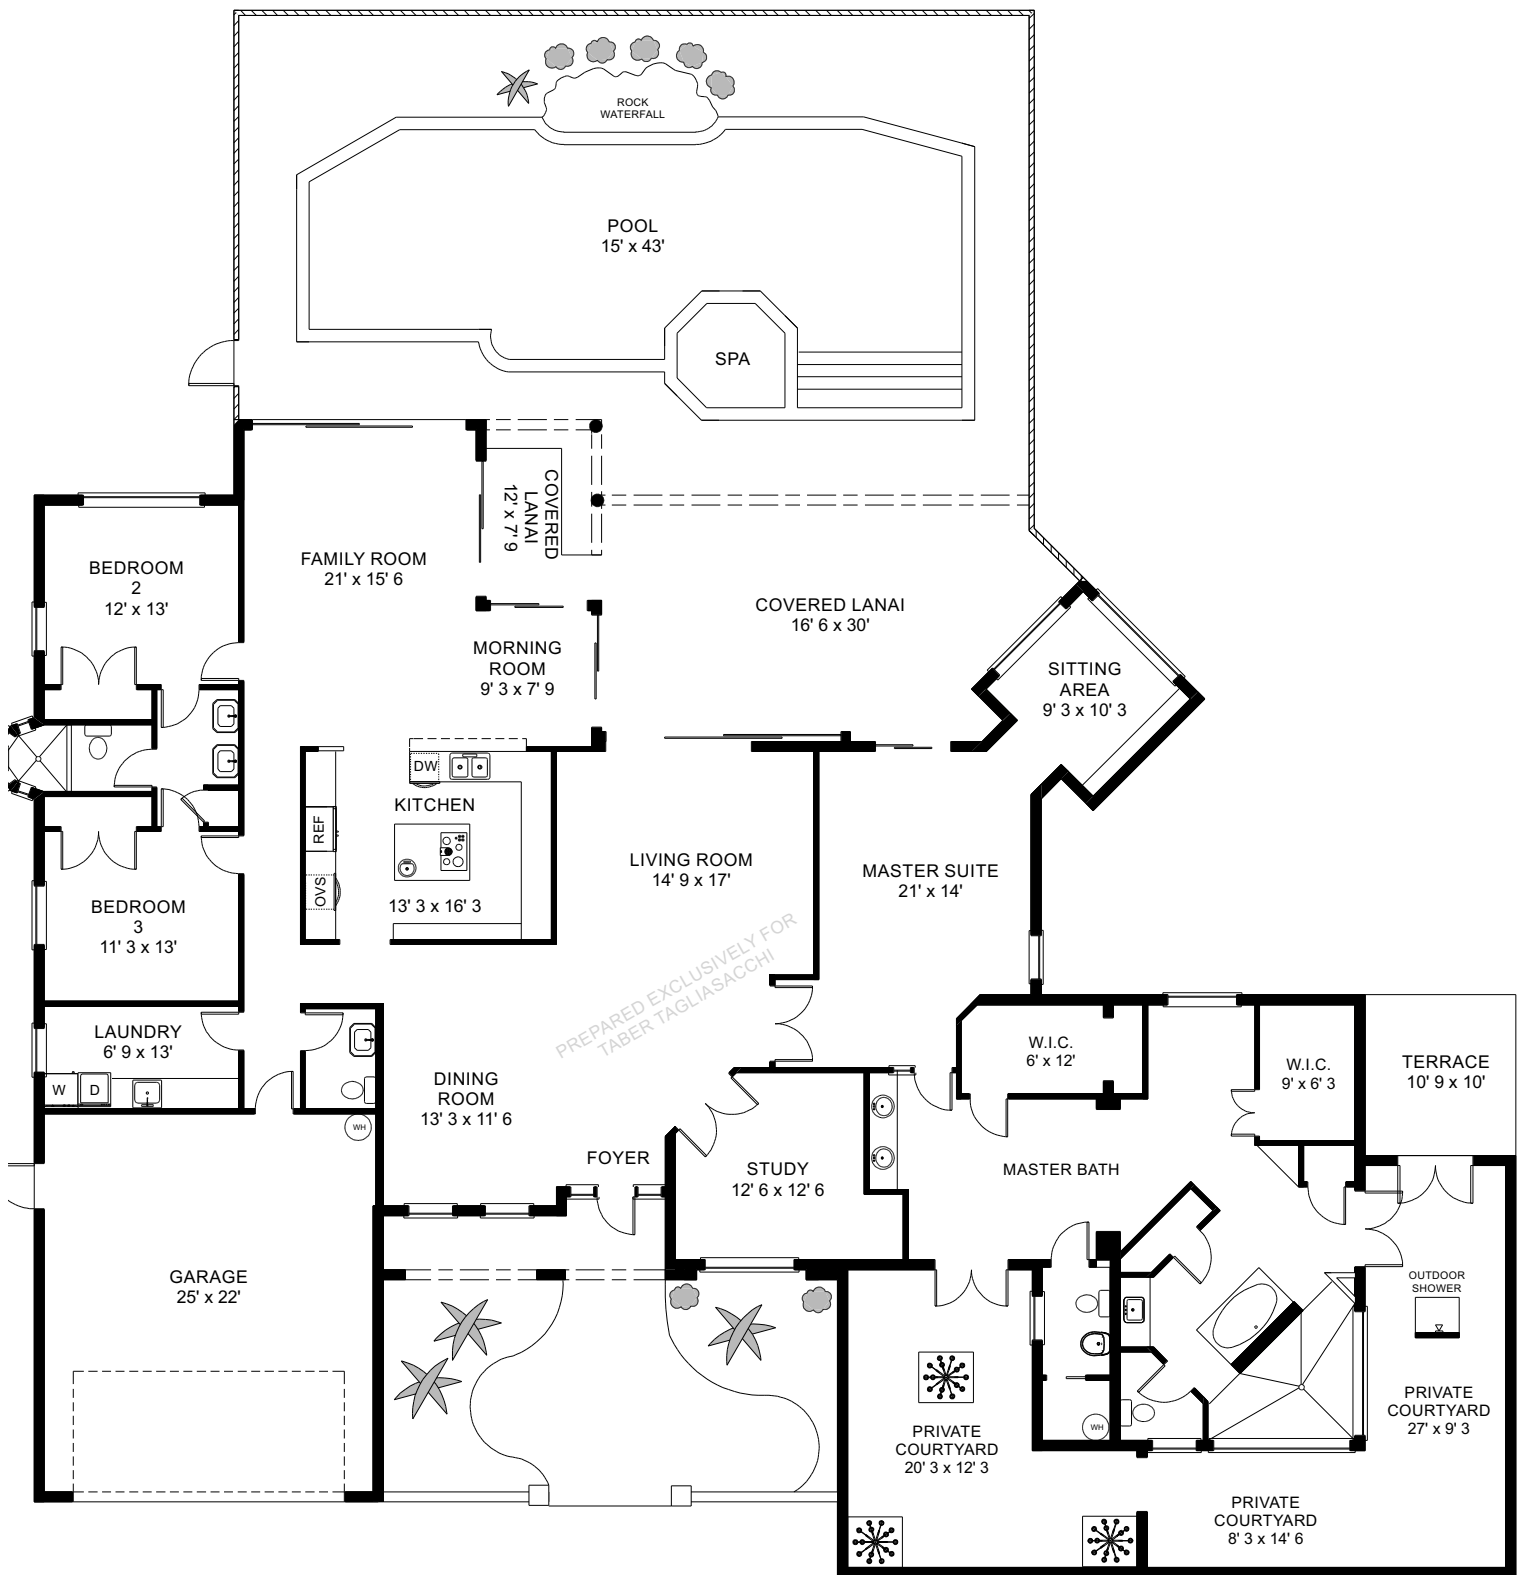 ROCK
WATERFALL
POOL
15' x 43'
SPA
COVERED
LANAI
12' x 7' 9
FAMILY ROOM
21' x 15' 6
BEDROOM
2
12' x 13'
COVERED LANAI
16' 6 x 30'
MORNING
ROOM
9' 3 x 7' 9
SITTING
AREA
9' 3 x 10' 3
DW
KITCHEN
REF
OVS
13' 3 x 16' 3
LIVING ROOM
14' 9 x 17'
MASTER SUITE
21' x 14'
BEDROOM
3
11' 3 x 13'
PREPARED EXCLUSIVELY FOR
TABER TAGLIASACCHI
LAUNDRY
6' 9 x 13'
W
D
W.I.C.
6' x 12'
W.I.C.
9' x 6' 3
TERRACE
10' 9 x 10'
DINING
ROOM
13' 3 x 11' 6
WH
FOYER
STUDY
12' 6 x 12' 6
MASTER BATH
GARAGE
25' x 22'
OUTDOOR
SHOWER
PRIVATE
COURTYARD
27' x 9' 3
WH
PRIVATE
COURTYARD
20' 3 x 12' 3
PRIVATE
COURTYARD
8' 3 x 14' 6